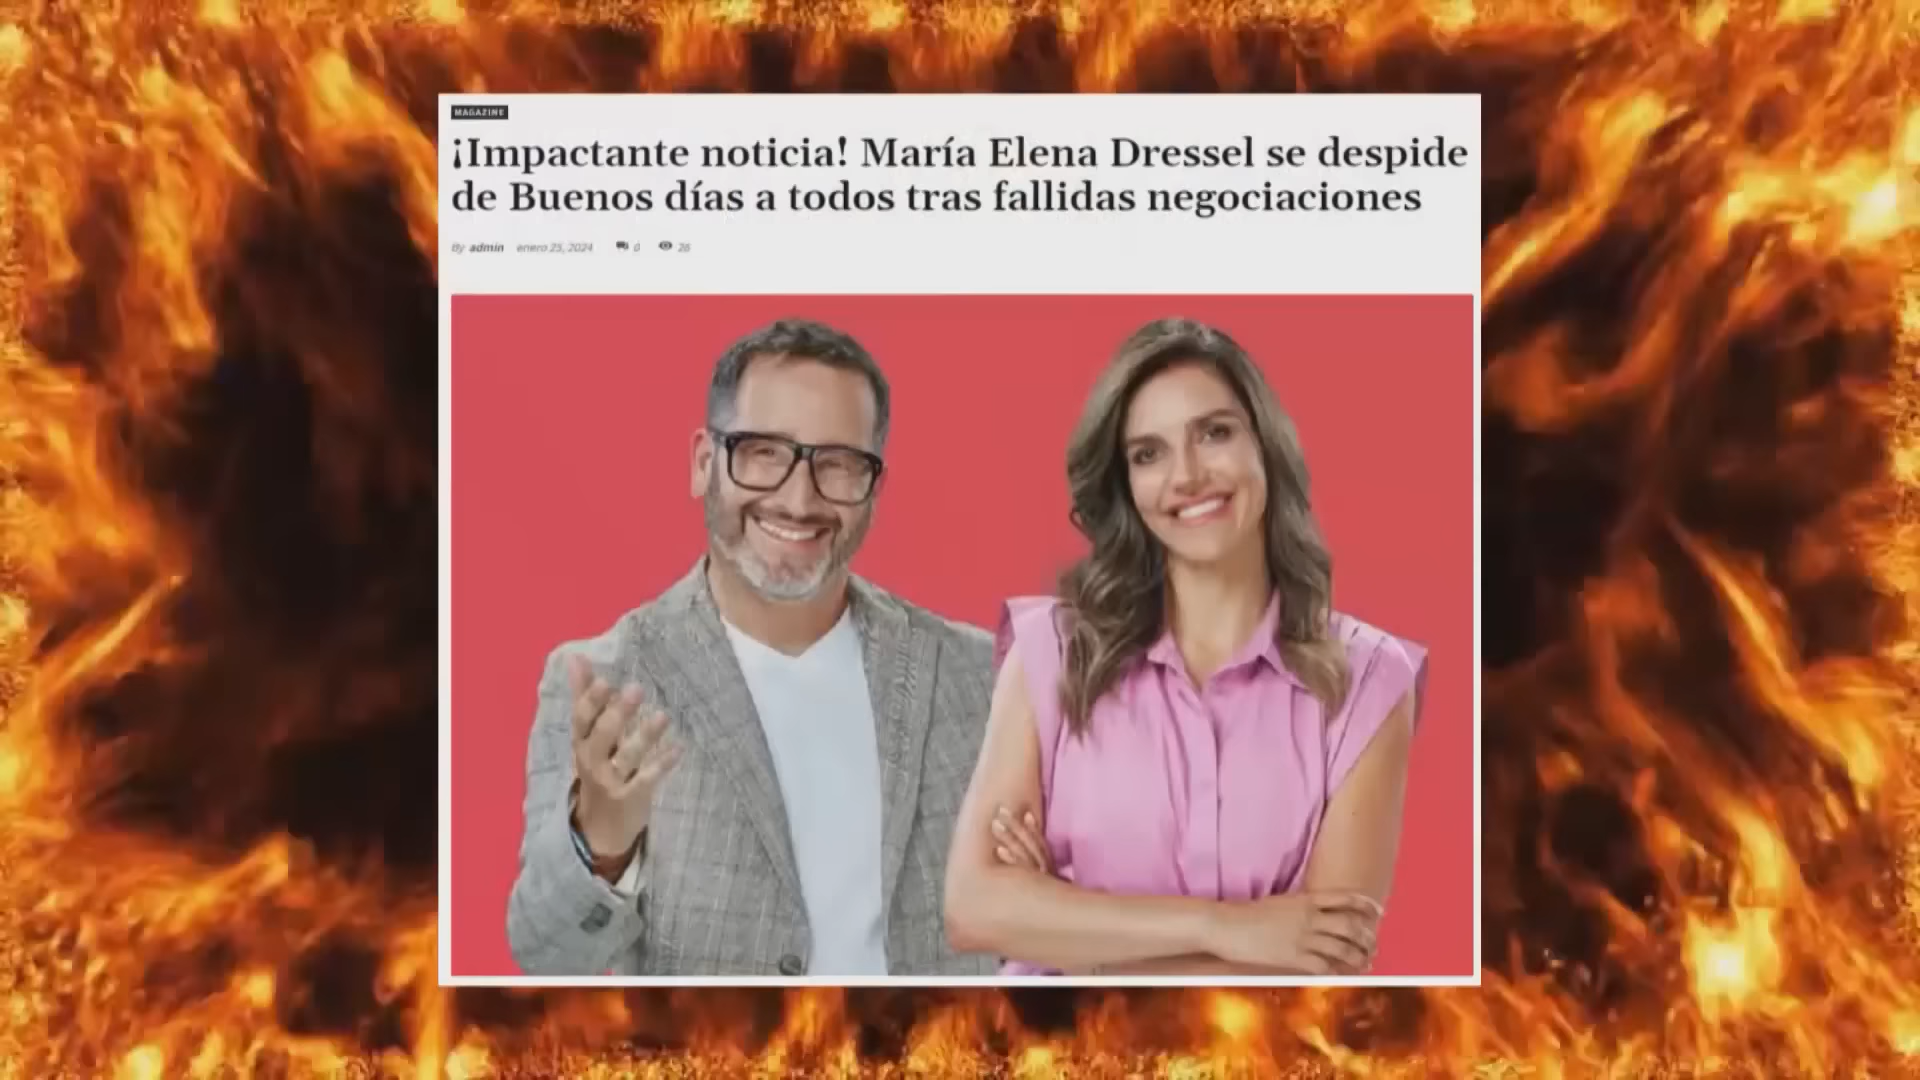 MAGAZINE
¡Impactante noticia! María Elena Dressel se despide
de Buenos días a todos tras fallidas negociaciones
By admin enero 25, 2024 0 26